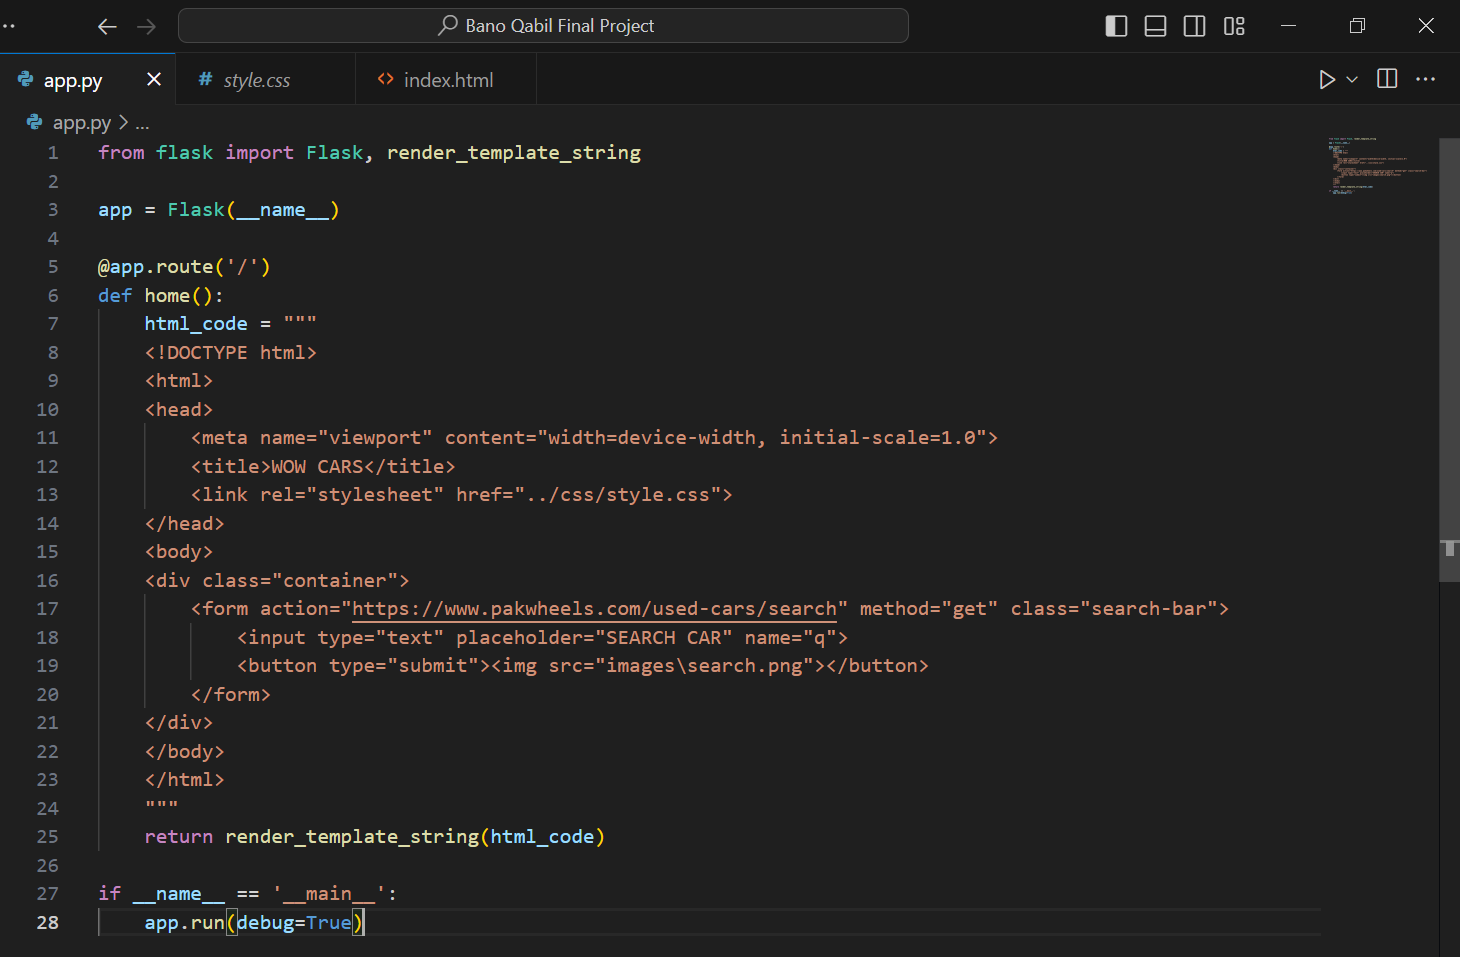 Bano Qabil Final Project
app.py
# style.css
<> index.html
app.py > ...
1 from flask import Flask, render_template_string
2
3 app = Flask(__name__)
4
5 @app.route('/')
6 def home():
7 html_code = """
8 <!DOCTYPE html>
9 <html>
10 <head>
11 <meta name="viewport" content="width=device-width, initial-scale=1.0">
12 <title>WOW CARS</title>
13 <link rel="stylesheet" href="../css/style.css">
14 </head>
15 <body>
16 <div class="container">
17 <form action="https://www.pakwheels.com/used-cars/search" method="get" class="search-bar">
18 <input type="text" placeholder="SEARCH CAR" name="q">
19 <button type="submit"><img src="images\search.png"></button>
20 </form>
21 </div>
22 </body>
23 </html>
24 """
25 return render_template_string(html_code)
26
27 if __name__ == '__main__':
28 app.run(debug=True)